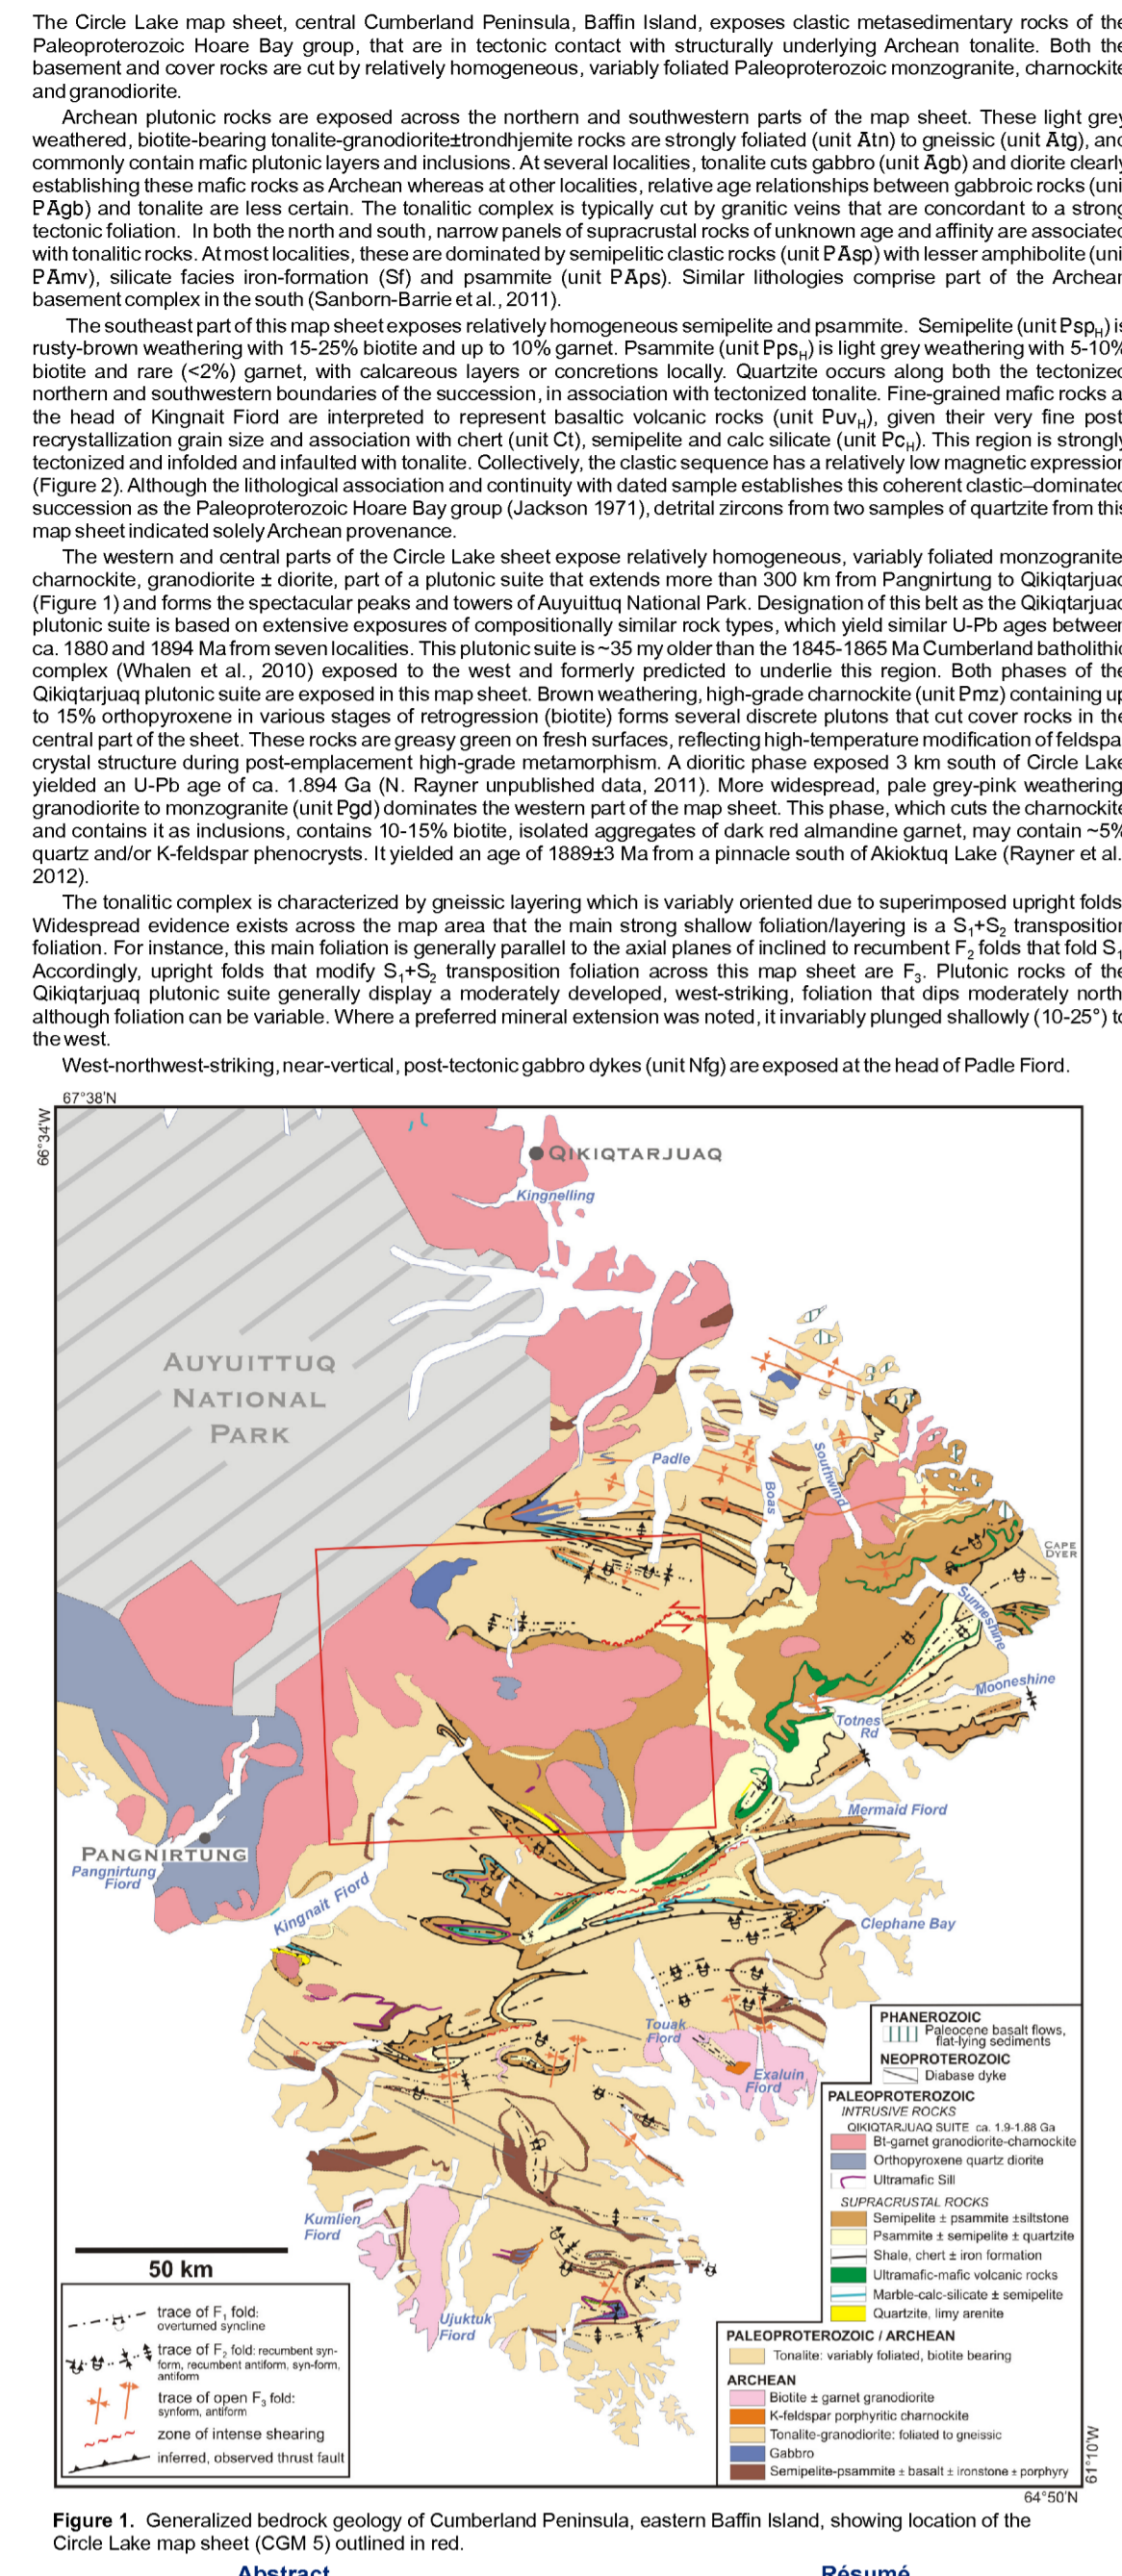 The Circle Lake map sheet, central Cumberland Peninsula, Baffin Island, exposes clastic metasedimentary rocks of the
Paleoproterozoic Hoare Bay group, that are in tectonic contact with structurally underlying Archean tonalite. Both the
basement and cover rocks are cut by relatively homogeneous, variably foliated Paleoproterozoic monzogranite, charnockite
and granodiorite.
Archean plutonic rocks are exposed across the northern and southwestern parts of the map sheet. These light grey
weathered, biotite-bearing tonalite-granodiorite±trondhjemite rocks are strongly foliated (unit Atn) to gneissic (unit Atg), and
commonly contain mafic plutonic layers and inclusions. At several localities, tonalite cuts gabbro (unit Agb) and diorite clearly
establishing these mafic rocks as Archean whereas at other localities, relative age relationships between gabbroic rocks (uni
PAgb) and tonalite are less certain. The tonalitic complex is typically cut by granitic veins that are concordant to a strong
tectonic foliation. In both the north and south, narrow panels of supracrustal rocks of unknown age and affinity are associated
with tonalitic rocks. At most localities, these are dominated by semipelitic clastic rocks (unit PAsp) with lesser amphibolite (uni
PAmv), silicate facies iron-formation (Sf) and psammite (unit PAps). Similar lithologies comprise part of the Archean
basement complex in the south (Sanborn-Barrie et al., 2011).
The southeast part of this map sheet exposes relatively homogeneous semipelite and psammite. Semipelite (unit Psp_H) is
rusty-brown weathering with 15-25% biotite and up to 10% garnet. Psammite (unit Pps_H) is light grey weathering with 5-10%
biotite and rare (<2%) garnet, with calcareous layers or concretions locally. Quartzite occurs along both the tectonized
northern and southwestern boundaries of the succession, in association with tectonized tonalite. Fine-grained mafic rocks a
the head of Kingnait Fiord are interpreted to represent basaltic volcanic rocks (unit Puv_H), given their very fine post
recrystallization grain size and association with chert (unit Ct), semipelite and calc silicate (unit Pc_H). This region is strongly
tectonized and infolded and infaulted with tonalite. Collectively, the clastic sequence has a relatively low magnetic expression
(Figure 2). Although the lithological association and continuity with dated sample establishes this coherent clastic–dominated
succession as the Paleoproterozoic Hoare Bay group (Jackson 1971), detrital zircons from two samples of quartzite from this
map sheet indicated solely Archean provenance.
The western and central parts of the Circle Lake sheet expose relatively homogeneous, variably foliated monzogranite
charnockite, granodiorite ± diorite, part of a plutonic suite that extends more than 300 km from Pangnirtung to Qikiqtarjuac
(Figure 1) and forms the spectacular peaks and towers of Auyuittuq National Park. Designation of this belt as the Qikiqtarjuac
plutonic suite is based on extensive exposures of compositionally similar rock types, which yield similar U-Pb ages between
ca. 1880 and 1894 Ma from seven localities. This plutonic suite is ~35 my older than the 1845-1865 Ma Cumberland batholithic
complex (Whalen et al., 2010) exposed to the west and formerly predicted to underlie this region. Both phases of the
Qikiqtarjuaq plutonic suite are exposed in this map sheet. Brown weathering, high-grade charnockite (unit Pmz) containing up
to 15% orthopyroxene in various stages of retrogression (biotite) forms several discrete plutons that cut cover rocks in the
central part of the sheet. These rocks are greasy green on fresh surfaces, reflecting high-temperature modification of feldspa
crystal structure during post-emplacement high-grade metamorphism. A dioritic phase exposed 3 km south of Circle Lake
yielded an U-Pb age of ca. 1.894 Ga (N. Rayner unpublished data, 2011). More widespread, pale grey-pink weathering
granodiorite to monzogranite (unit Pgd) dominates the western part of the map sheet. This phase, which cuts the charnockite
and contains it as inclusions, contains 10-15% biotite, isolated aggregates of dark red almandine garnet, may contain ~5%
quartz and/or K-feldspar phenocrysts. It yielded an age of 1889±3 Ma from a pinnacle south of Akioktuq Lake (Rayner et al.
2012).
The tonalitic complex is characterized by gneissic layering which is variably oriented due to superimposed upright folds
Widespread evidence exists across the map area that the main strong shallow foliation/layering is a S₁+S₂ transposition
foliation. For instance, this main foliation is generally parallel to the axial planes of inclined to recumbent F₂ folds that fold S₁
Accordingly, upright folds that modify S₁+S₂ transposition foliation across this map sheet are F₃. Plutonic rocks of the
Qikiqtarjuaq plutonic suite generally display a moderately developed, west-striking, foliation that dips moderately north
although foliation can be variable. Where a preferred mineral extension was noted, it invariably plunged shallowly (10-25°) to
the west.
West-northwest-striking, near-vertical, post-tectonic gabbro dykes (unit Nfg) are exposed at the head of Padle Fiord.
67°38'N
66°34'W
QIKIQTARJUAQ
Kingnelling
AUYUITTUQ
NATIONAL
PARK
Padle
Boas
Southwind
CAPE
DYER
Sunneshine
Mooneshine
Totnes
Rd
Mermaid Fiord
PANGNIRTUNG
Pangnirtung
Fiord
Kingnait Fiord
Clephane Bay
Touak
Fiord
Exaluin
Fiord
Kumlien
Fiord
Ujuktuk
Fiord
50 km
trace of F₁ fold:
overturned syncline
trace of F₂ fold: recumbent syn-
form, recumbent antiform, syn-form,
antiform
trace of open F₃ fold:
synform, antiform
zone of intense shearing
inferred, observed thrust fault
PHANEROZOIC
Paleocene basalt flows,
flat-lying sediments
NEOPROTEROZOIC
Diabase dyke
PALEOPROTEROZOIC
INTRUSIVE ROCKS
QIKIQTARJUAQ SUITE ca. 1.9-1.88 Ga
Bt-garnet granodiorite-charnockite
Orthopyroxene quartz diorite
Ultramafic Sill
SUPRACRUSTAL ROCKS
Semipelite ± psammite ±siltstone
Psammite ± semipelite ± quartzite
Shale, chert ± iron formation
Ultramafic-mafic volcanic rocks
Marble-calc-silicate ± semipelite
Quartzite, limy arenite
PALEOPROTEROZOIC / ARCHEAN
Tonalite: variably foliated, biotite bearing
ARCHEAN
Biotite ± garnet granodiorite
K-feldspar porphyritic charnockite
Tonalite-granodiorite: foliated to gneissic
Gabbro
Semipelite-psammite ± basalt ± ironstone ± porphyry
61°10'W
64°50'N
Figure 1. Generalized bedrock geology of Cumberland Peninsula, eastern Baffin Island, showing location of the
Circle Lake map sheet (CGM 5) outlined in red.
Abstract
Résumé